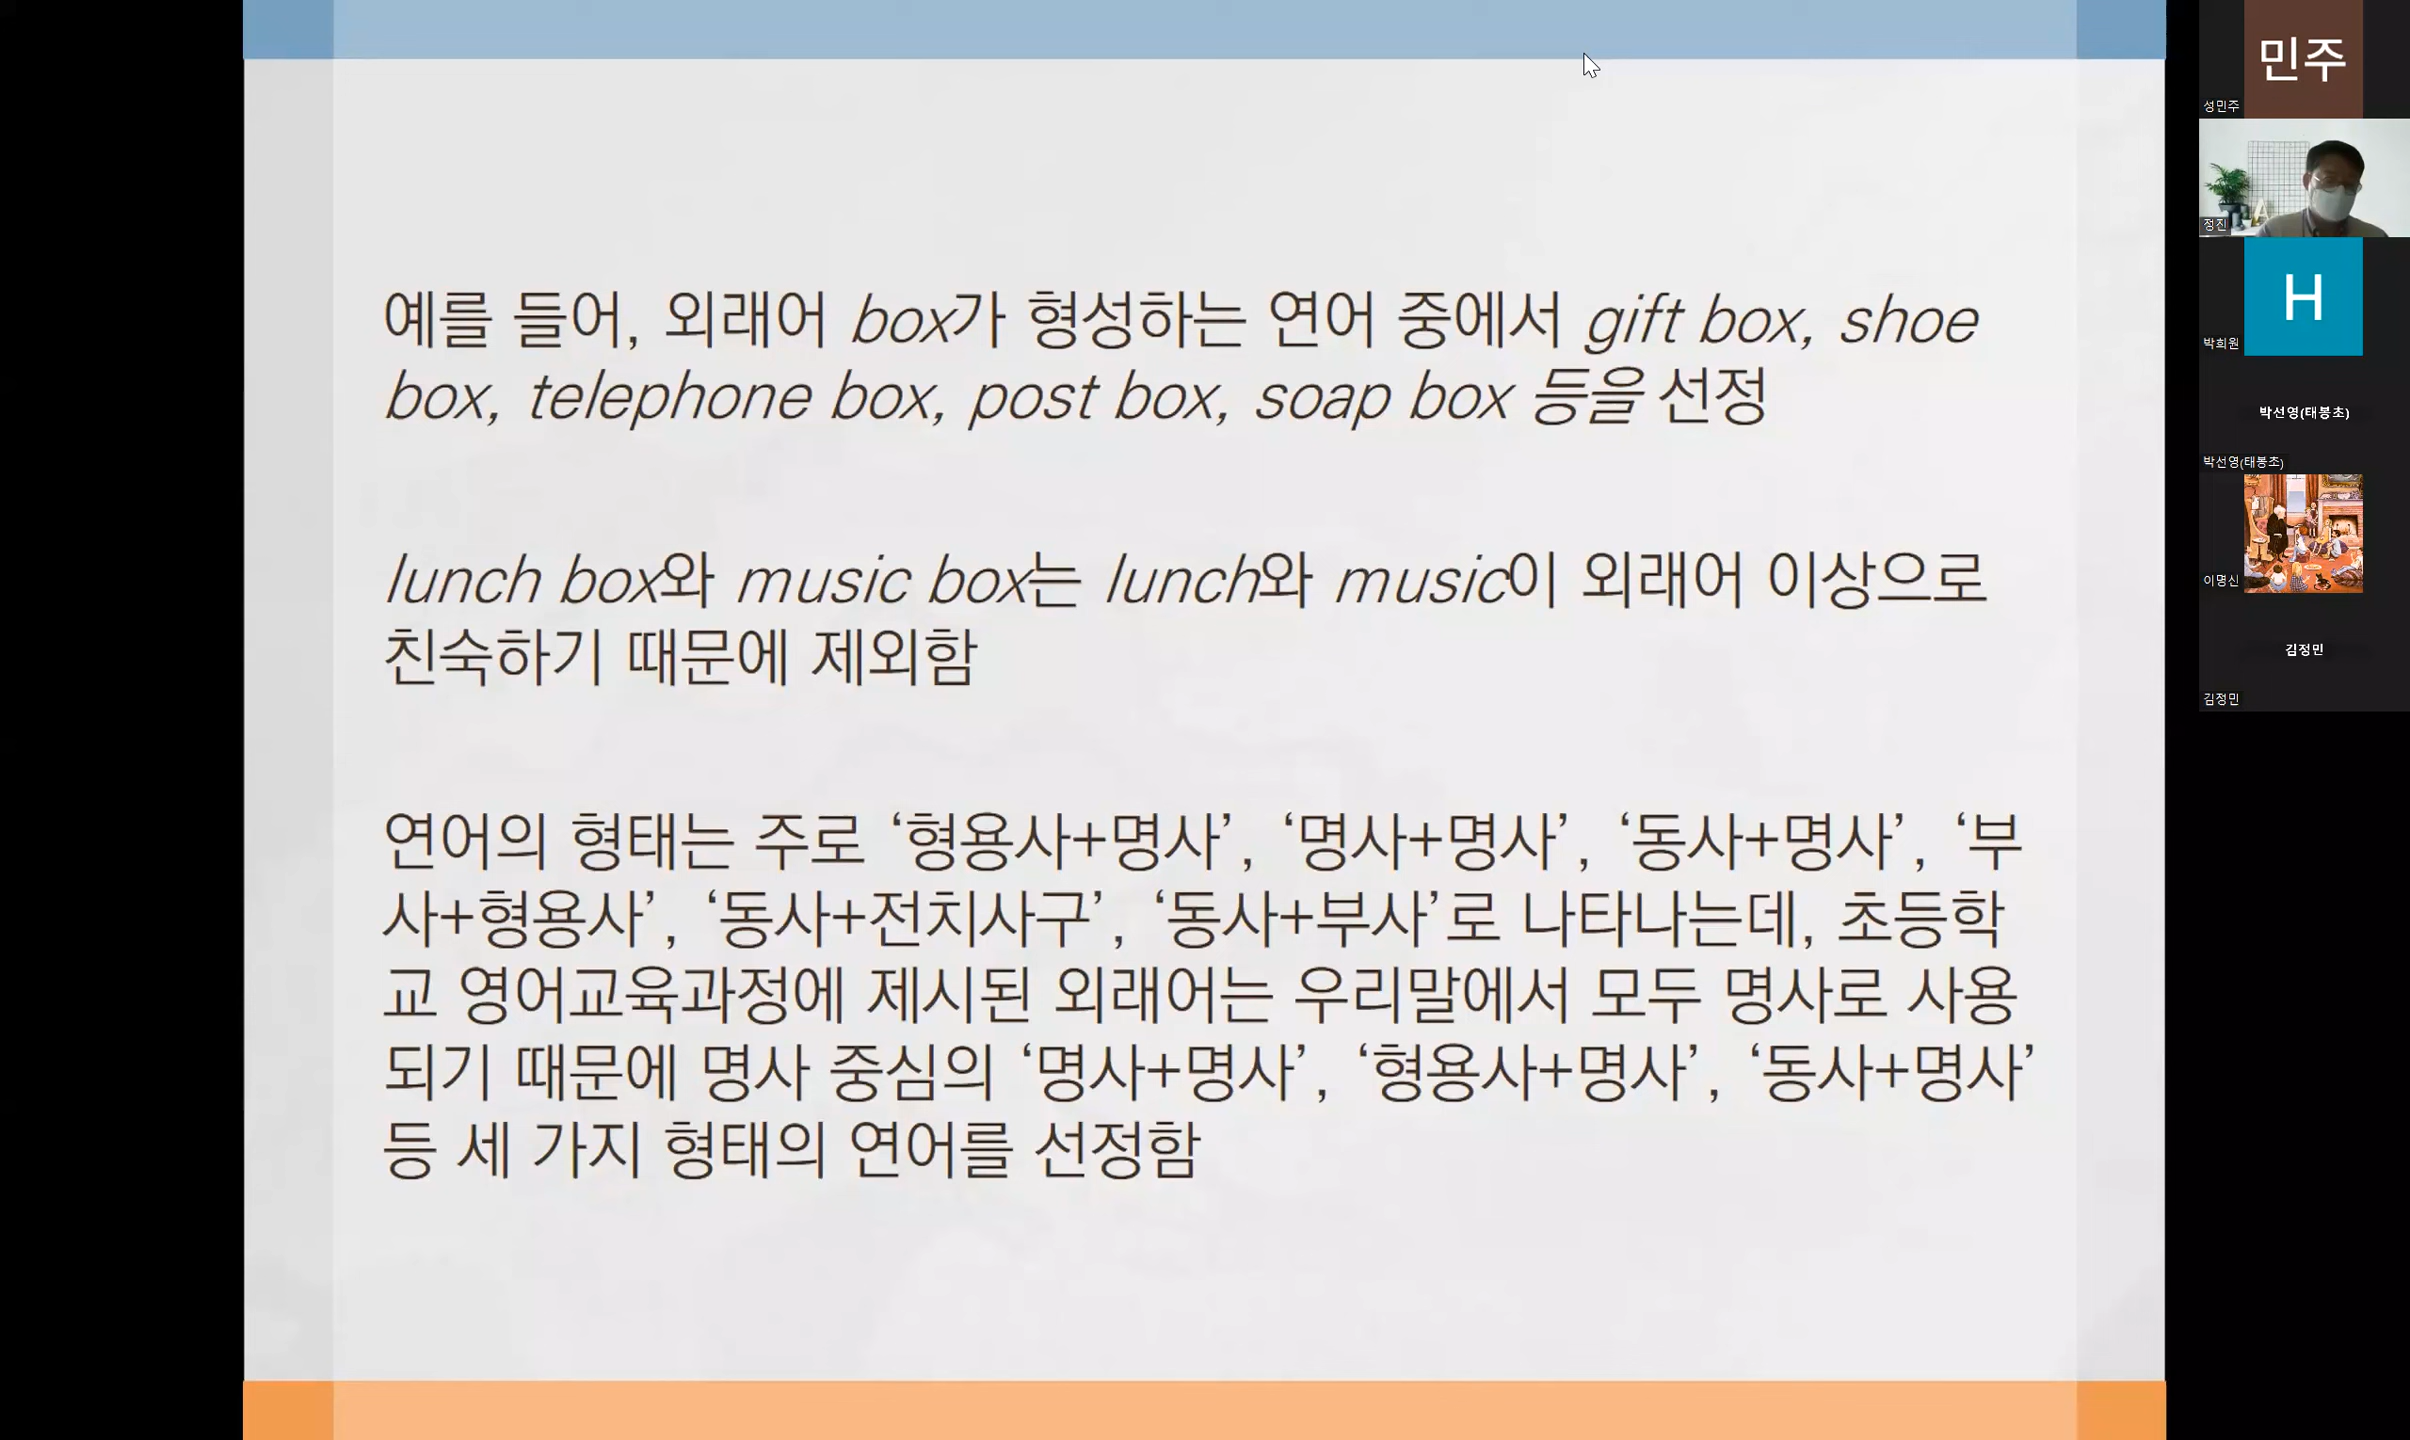 예를 들어, 외래어 box가 형성하는 연어 중에서 gift box, shoe
box, telephone box, post box, soap box 등을 선정
lunch box와 music box는 lunch와 music이 외래어 이상으로
친숙하기 때문에 제외함
연어의 형태는 주로 ‘형용사+명사’, ‘명사+명사’, ‘동사+명사’, ‘부
사+형용사’, ‘동사+전치사구’, ‘동사+부사’로 나타나는데, 초등학
교 영어교육과정에 제시된 외래어는 우리말에서 모두 명사로 사용
되기 때문에 명사 중심의 ‘명사+명사’, ‘형용사+명사’, ‘동사+명사’
등 세 가지 형태의 연어를 선정함
민주
성민주
정진
H
박희원
박선영(태봉초)
박선영(태봉초)
이명신
김정민
김정민